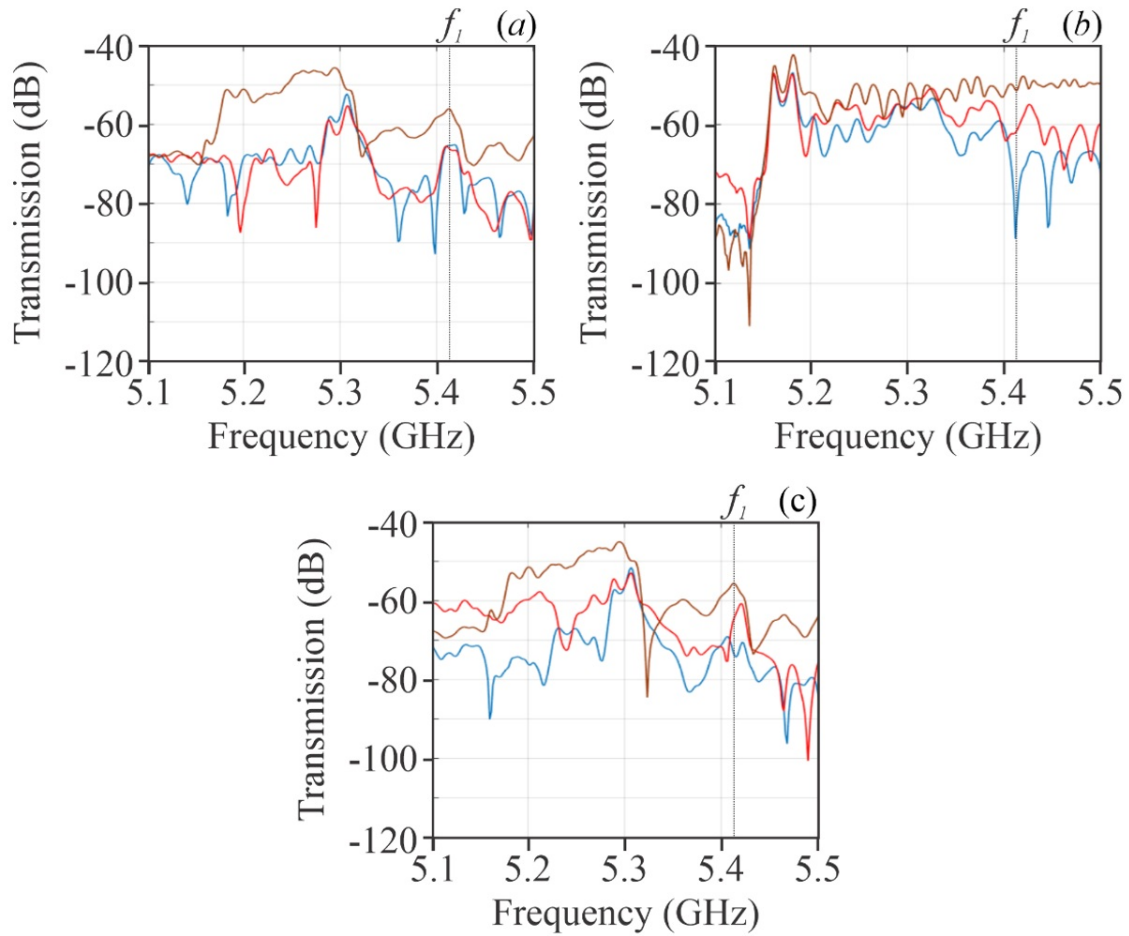 f1 (a)
-40
-60
-80
-100
-120
Transmission (dB)
5.1 5.2 5.3 5.4 5.5
Frequency (GHz)
f1 (b)
-40
-60
-80
-100
-120
Transmission (dB)
5.1 5.2 5.3 5.4 5.5
Frequency (GHz)
f1 (c)
-40
-60
-80
-100
-120
Transmission (dB)
5.1 5.2 5.3 5.4 5.5
Frequency (GHz)